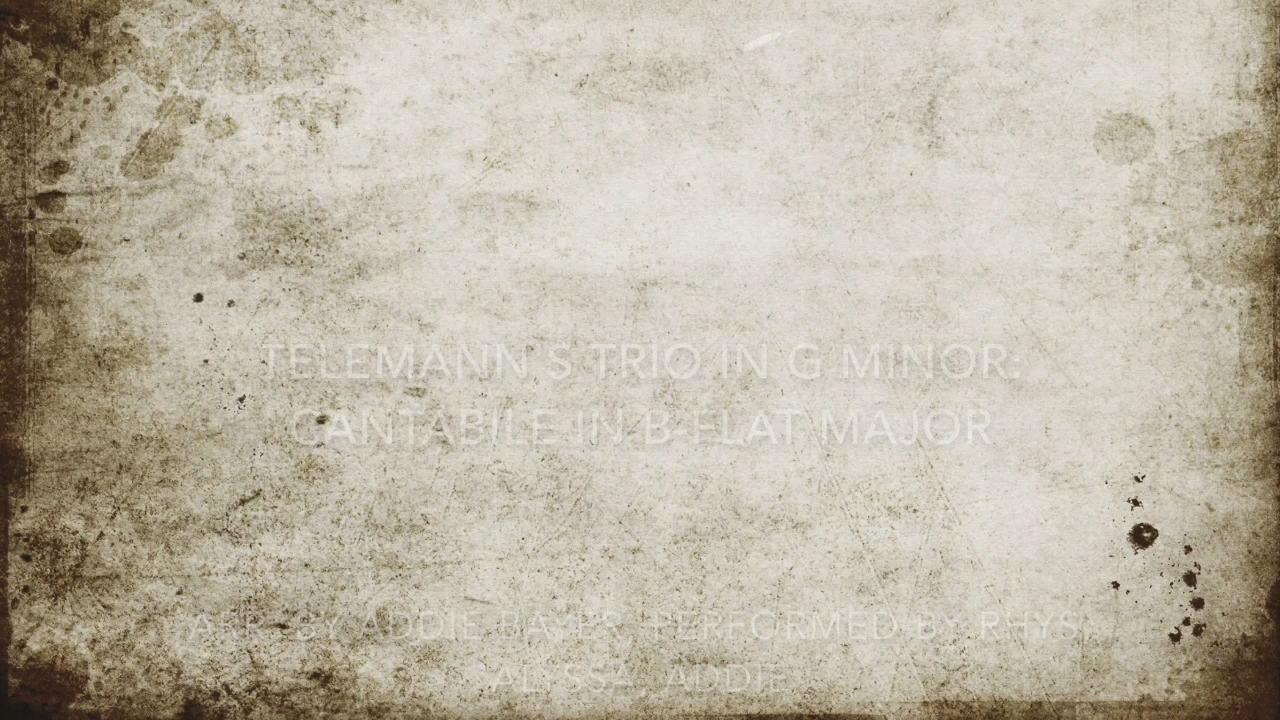 TELEMANN'S TRIO IN G MINOR:
CANTABILE IN B-FLAT MAJOR
ARR. BY ADDIE BAYER, PERFORMED BY RHYS,
ALYSSA, ADDIE